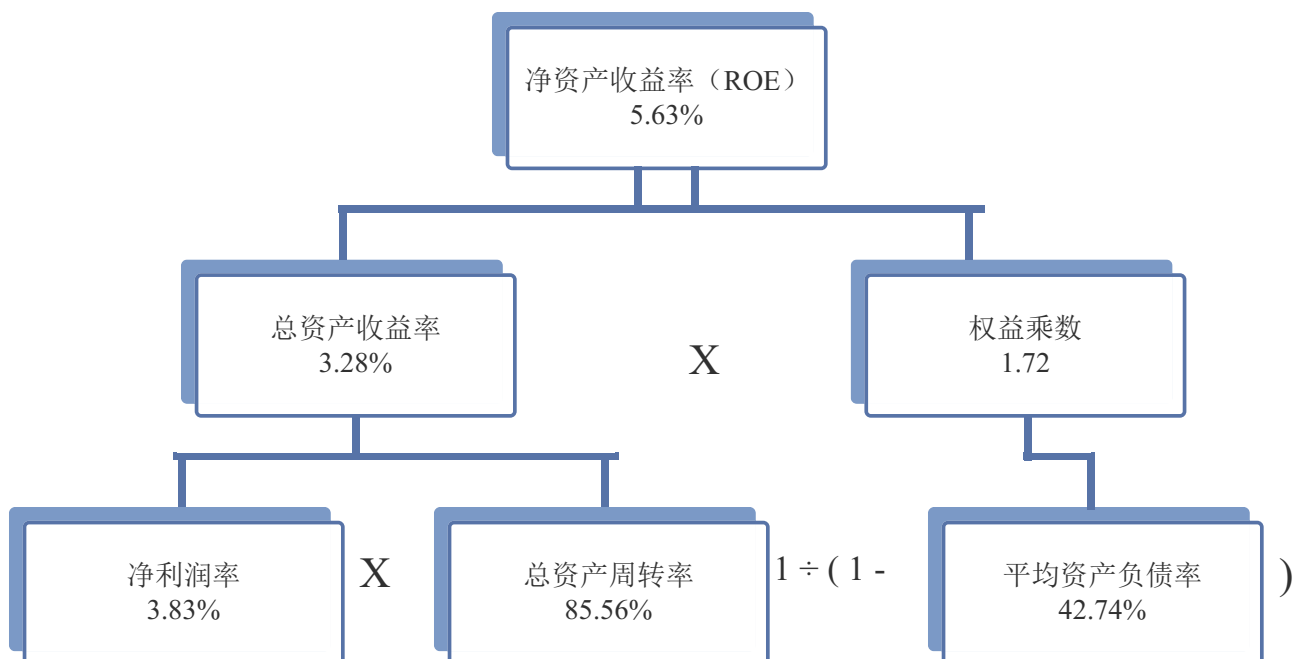 净资产收益率（ROE）
5.63%
总资产收益率
3.28%
X
权益乘数
1.72
净利润率
3.83%
X
总资产周转率
85.56%
1 ÷ ( 1 -
平均资产负债率
42.74%
)